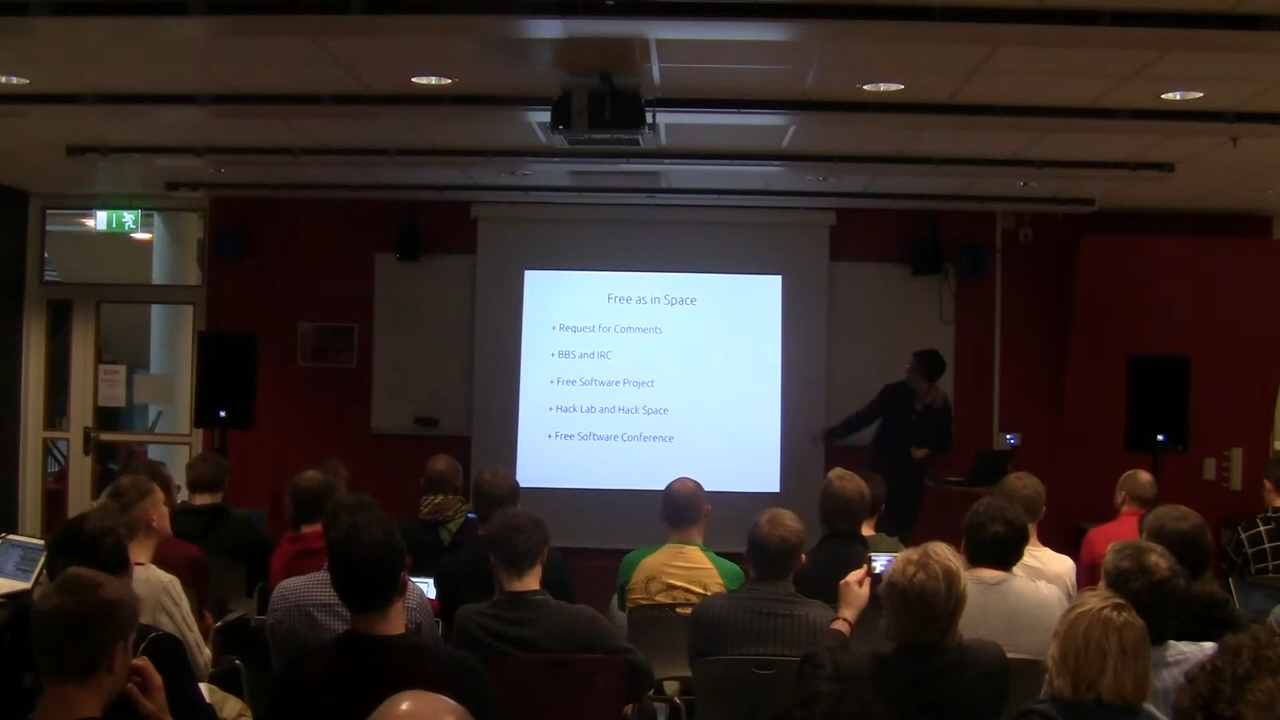 Free as in Space
+ Request for Comments
+ BBS and IRC
+ Free Software Project
+ Hack Lab and Hack Space
+ Free Software Conference